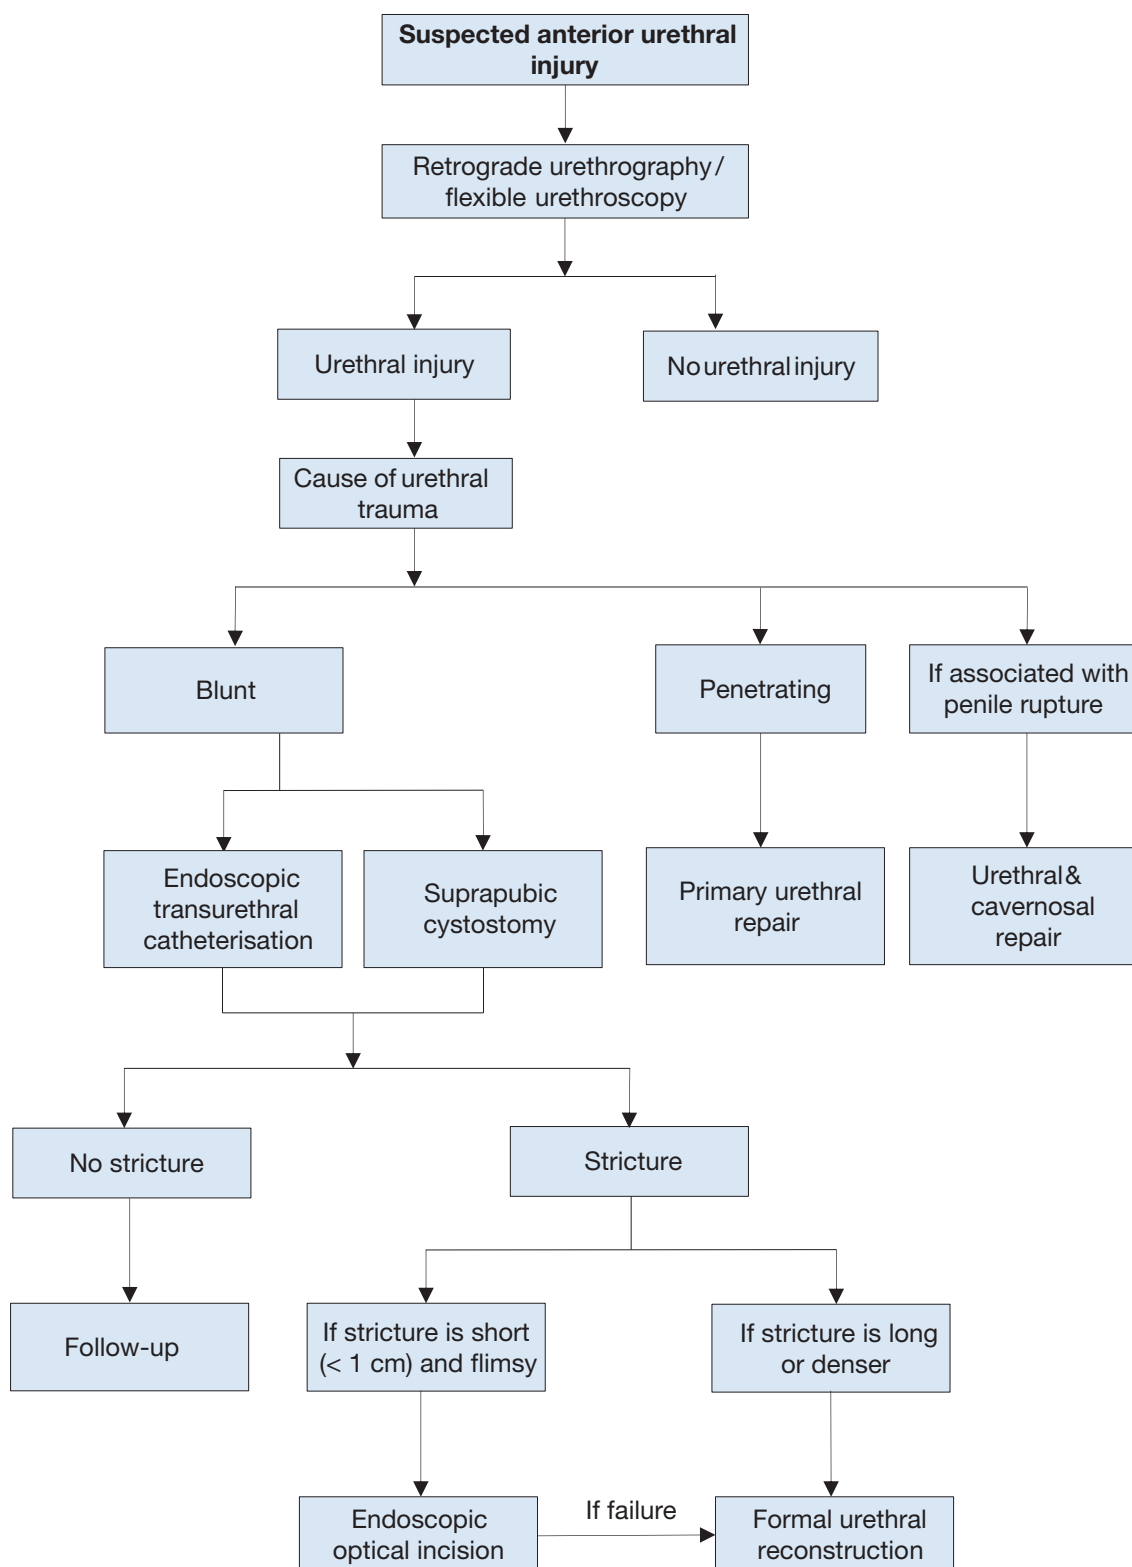 Suspected anterior urethral
injury
Retrograde urethrography/
flexible urethroscopy
Urethral injury
No urethral injury
Cause of urethral
trauma
Blunt
Penetrating
If associated with
penile rupture
Endoscopic
transurethral
catheterisation
Suprapubic
cystostomy
Primary urethral
repair
Urethral &
cavernosal
repair
No stricture
Stricture
Follow-up
If stricture is short
(< 1 cm) and flimsy
If stricture is long
or denser
Endoscopic
optical incision
If failure
Formal urethral
reconstruction